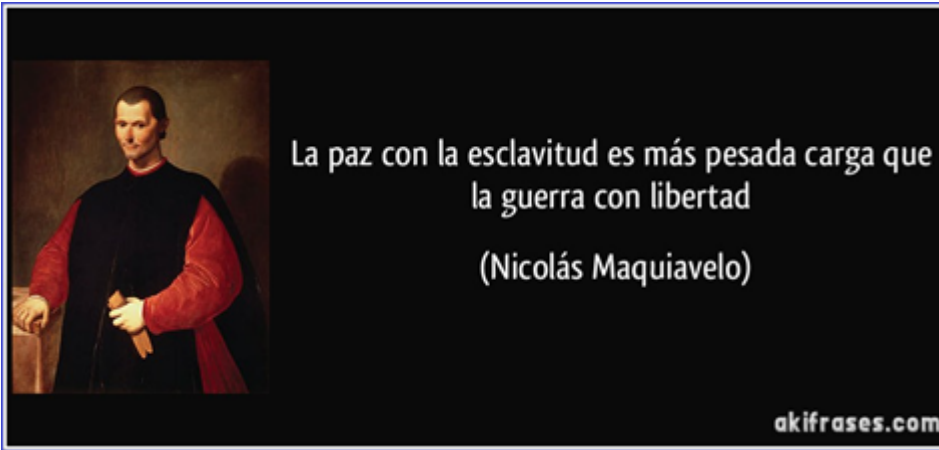 La paz con la esclavitud es más pesada carga que
la guerra con libertad
(Nicolás Maquiavelo)
akifrases.com